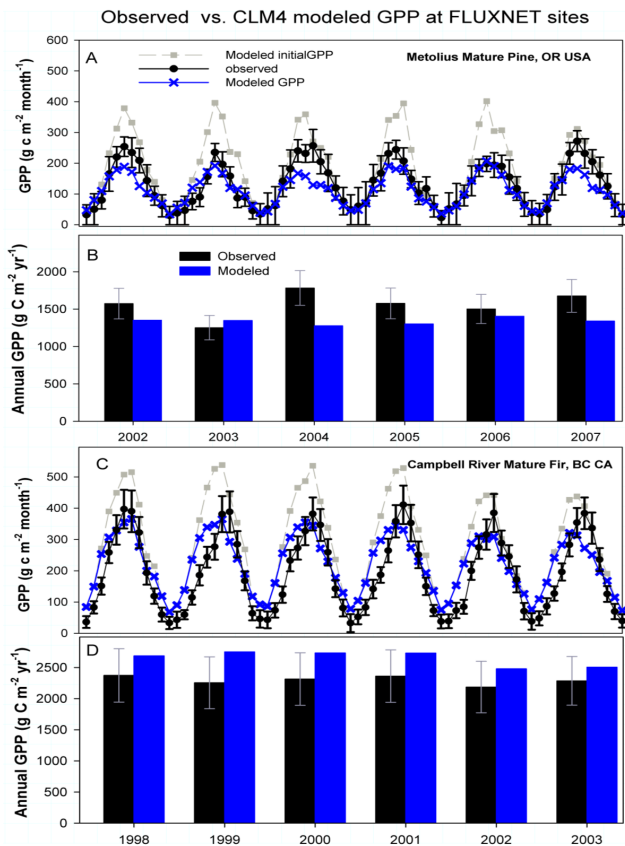 Observed vs. CLM4 modeled GPP at FLUXNET sites
600
500
400
300
200
100
0
GPP (g c m⁻² month⁻¹)
A
Modeled initialGPP
observed
Modeled GPP
Metolius Mature Pine, OR USA
B
Observed
Modeled
2000
1500
1000
500
0
Annual GPP (g C m⁻² yr⁻¹)
2002 2003 2004 2005 2006 2007
C
Campbell River Mature Fir, BC CA
500
400
300
200
100
0
GPP (g c m⁻² month⁻¹)
D
2500
2000
1500
1000
500
0
Annual GPP (g C m⁻² yr⁻¹)
1998 1999 2000 2001 2002 2003